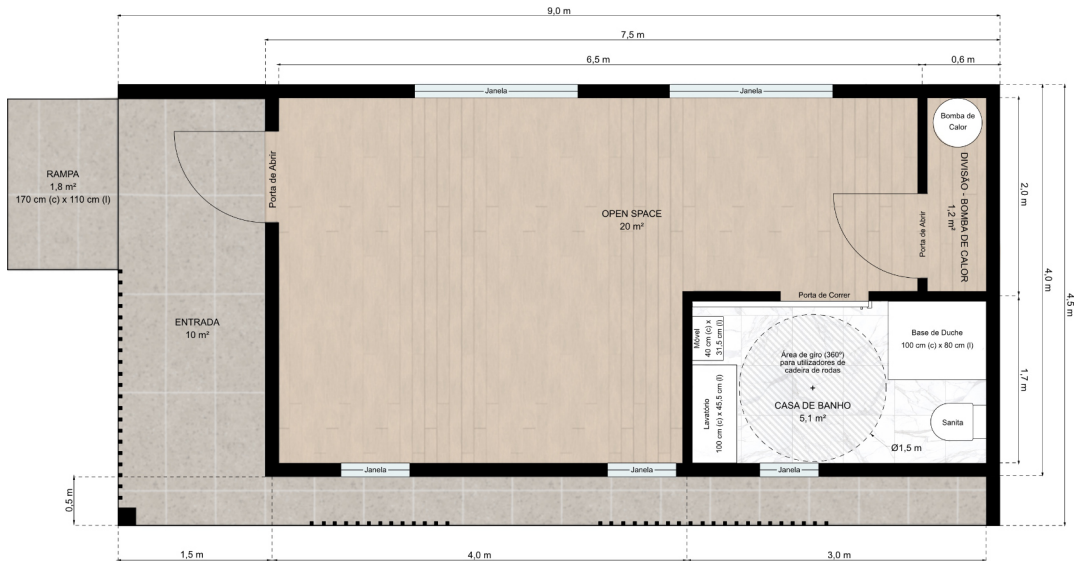 9,0 m
7,5 m
6,5 m
0,6 m
Janela
Janela
Bomba de
Calor
RAMPA
1,8 m²
170 cm (c) x 110 cm (l)
Porta de Abrir
OPEN SPACE
20 m²
Porta de Abrir
DIVISÃO - BOMBA DE CALOR
1,2 m²
2,0 m
4,0 m
4,5 m
ENTRADA
10 m²
Porta de Correr
Móvel
40 cm (c) x
31,5 cm (l)
Área de giro (360º)
para utilizadores de
cadeira de rodas
Base de Duche
100 cm (c) x 80 cm (l)
1,7 m
CASA DE BANHO
5,1 m²
Lavatório
100 cm (c) x 45,5 cm (l)
Sanita
Ø1,5 m
Janela
Janela
Janela
0,5 m
1,5 m
4,0 m
3,0 m